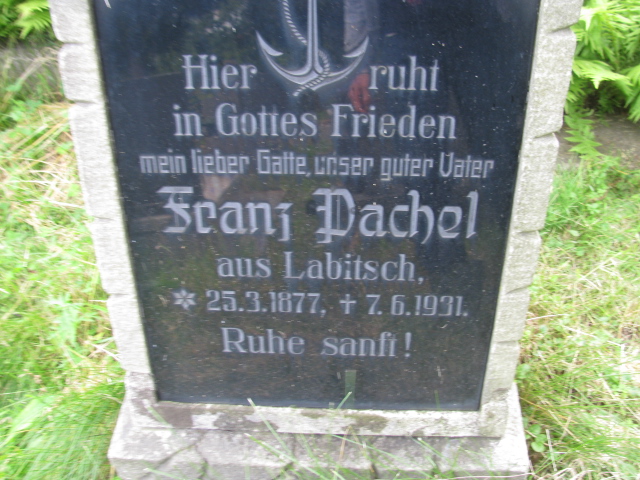 Hier ruht
in Gottes Frieden
mein lieber Gatte, unser guter Vater
Franz Pachel
aus Labitsch,
* 25.3.1877, † 7.6.1931.
Ruhe sanft!